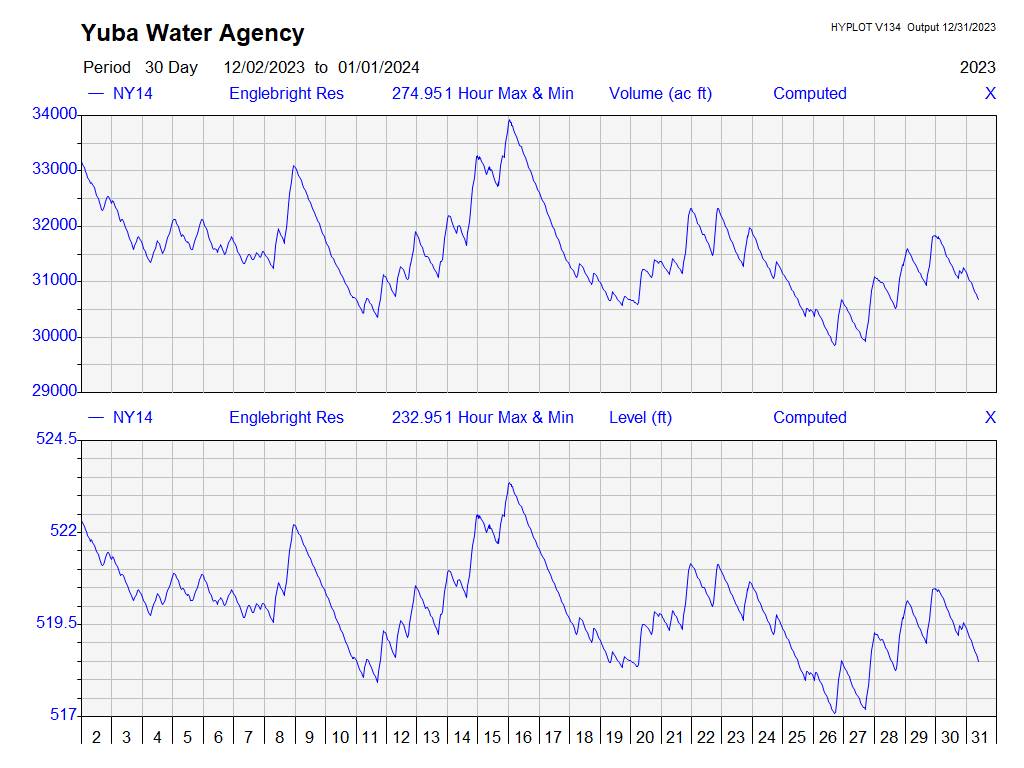 Yuba Water Agency
HYPLOT V134 Output 12/31/2023
Period 30 Day 12/02/2023 to 01/01/2024 2023
NY14 Englebright Res 274.951 Hour Max & Min Volume (ac ft) Computed X
34000
33000
32000
31000
30000
29000
NY14 Englebright Res 232.951 Hour Max & Min Level (ft) Computed X
524.5
522
519.5
517
2 3 4 5 6 7 8 9 10 11 12 13 14 15 16 17 18 19 20 21 22 23 24 25 26 27 28 29 30 31